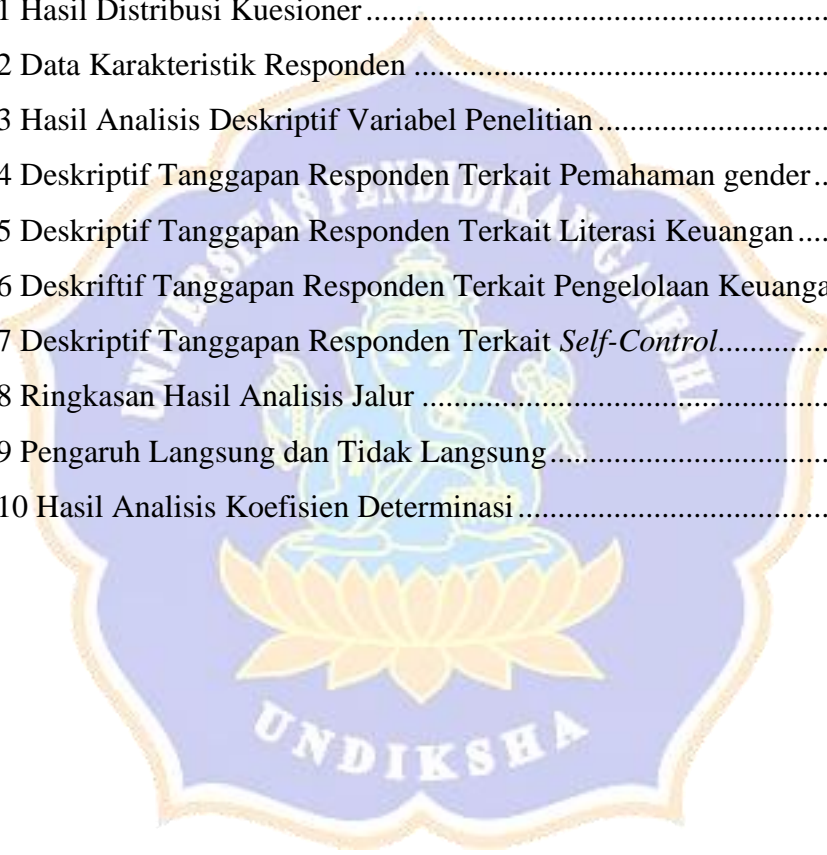 1 Hasil Distribusi Kuesioner
2 Data Karakteristik Responden
3 Hasil Analisis Deskriptif Variabel Penelitian
4 Deskriptif Tanggapan Responden Terkait Pemahaman gender
5 Deskriptif Tanggapan Responden Terkait Literasi Keuangan
6 Deskriftif Tanggapan Responden Terkait Pengelolaan Keuanga
7 Deskriptif Tanggapan Responden Terkait Self-Control
8 Ringkasan Hasil Analisis Jalur
9 Pengaruh Langsung dan Tidak Langsung
10 Hasil Analisis Koefisien Determinasi
UNIVERSITAS PENDIDIKAN GANESHA
UNDIKSHA